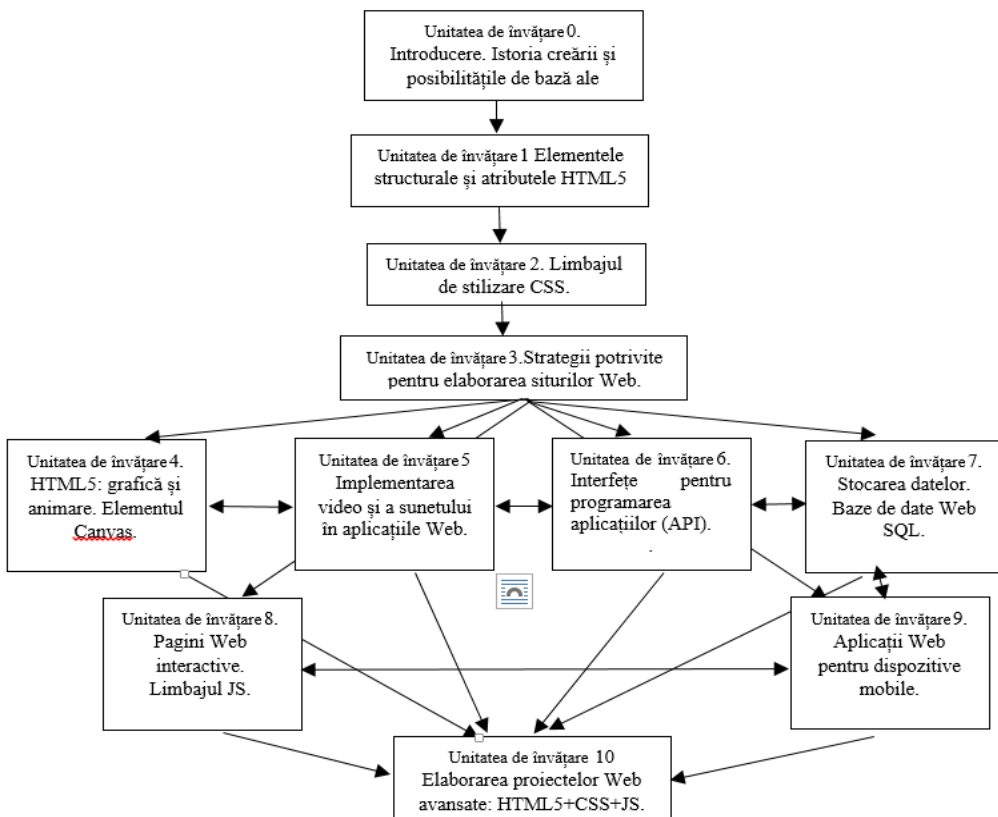 Unitatea de învățare 0.
Introducere. Istoria creării și
posibilitățile de bază ale
Unitatea de învățare 1 Elementele
structurale și atributele HTML5
Unitatea de învățare 2. Limbajul
de stilizare CSS.
Unitatea de învățare 3.Strategii potrivite
pentru elaborarea siturilor Web.
Unitatea de învățare 4.
HTML5: grafică și
animare. Elementul
Canvas.
Unitatea de învățare 5
Implementarea
video și a sunetului
în aplicațiile Web.
Unitatea de învățare 6.
Interfețe pentru
programarea
aplicațiilor (API).
.
Unitatea de învățare 7.
Stocarea datelor.
Baze de date Web
SQL.
Unitatea de învățare 8.
Pagini Web
interactive.
Limbajul JS.
Unitatea de învățare 9.
Aplicații Web
pentru dispozitive
mobile.
Unitatea de învățare 10
Elaborarea proiectelor Web
avansate: HTML5+CSS+JS.